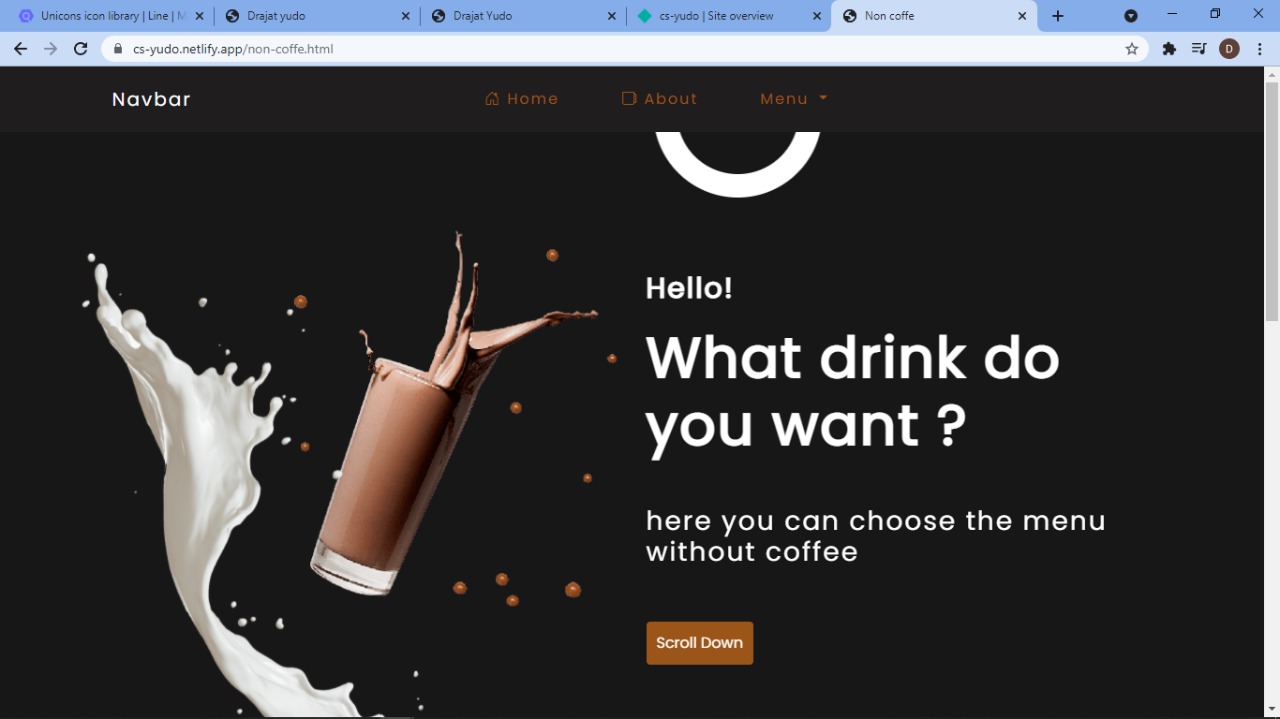 Unicons icon library | Line | M
Drajat yudo
Drajat Yudo
cs-yudo | Site overview
Non coffe
cs-yudo.netlify.app/non-coffe.html
D
Navbar
Home
About
Menu
Hello!
What drink do
you want ?
here you can choose the menu
without coffee
Scroll Down